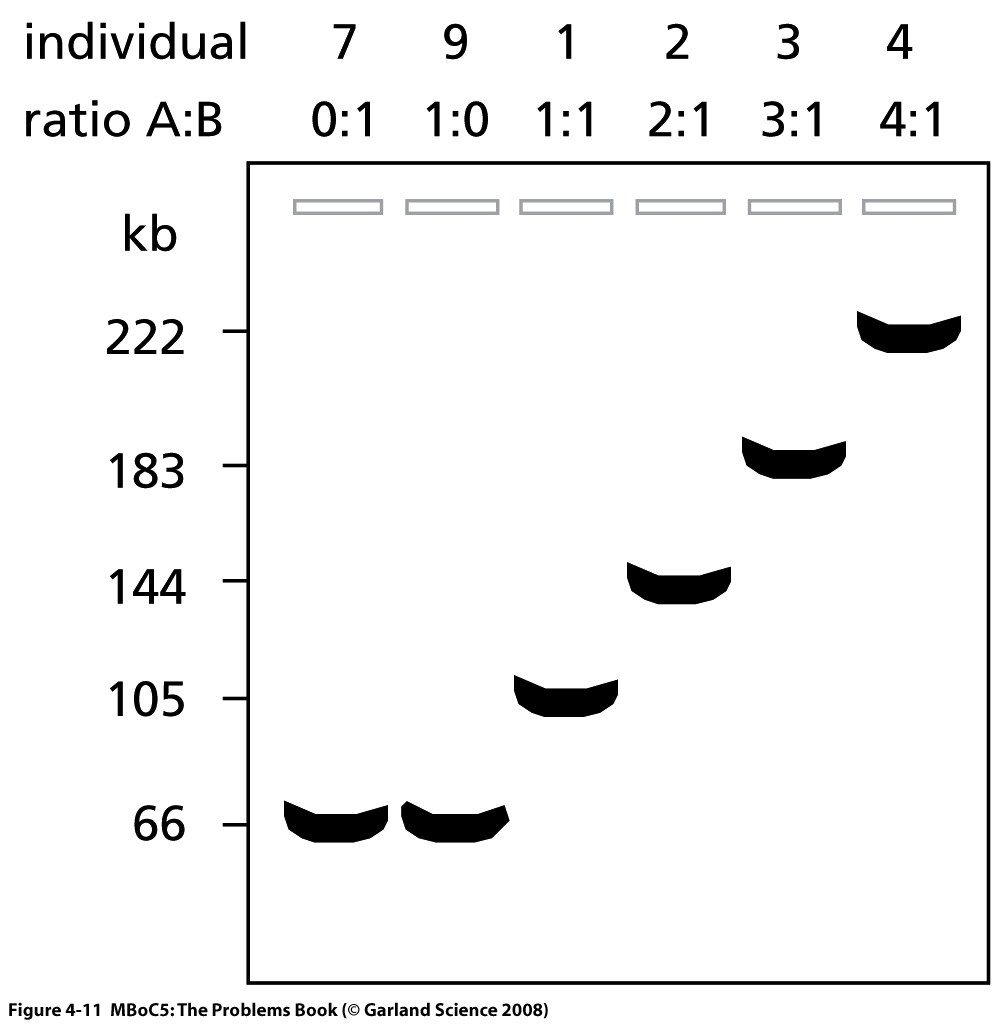 individual 7 9 1 2 3 4
ratio A:B 0:1 1:0 1:1 2:1 3:1 4:1
kb
222
183
144
105
66
Figure 4-11 MBoC5: The Problems Book (© Garland Science 2008)